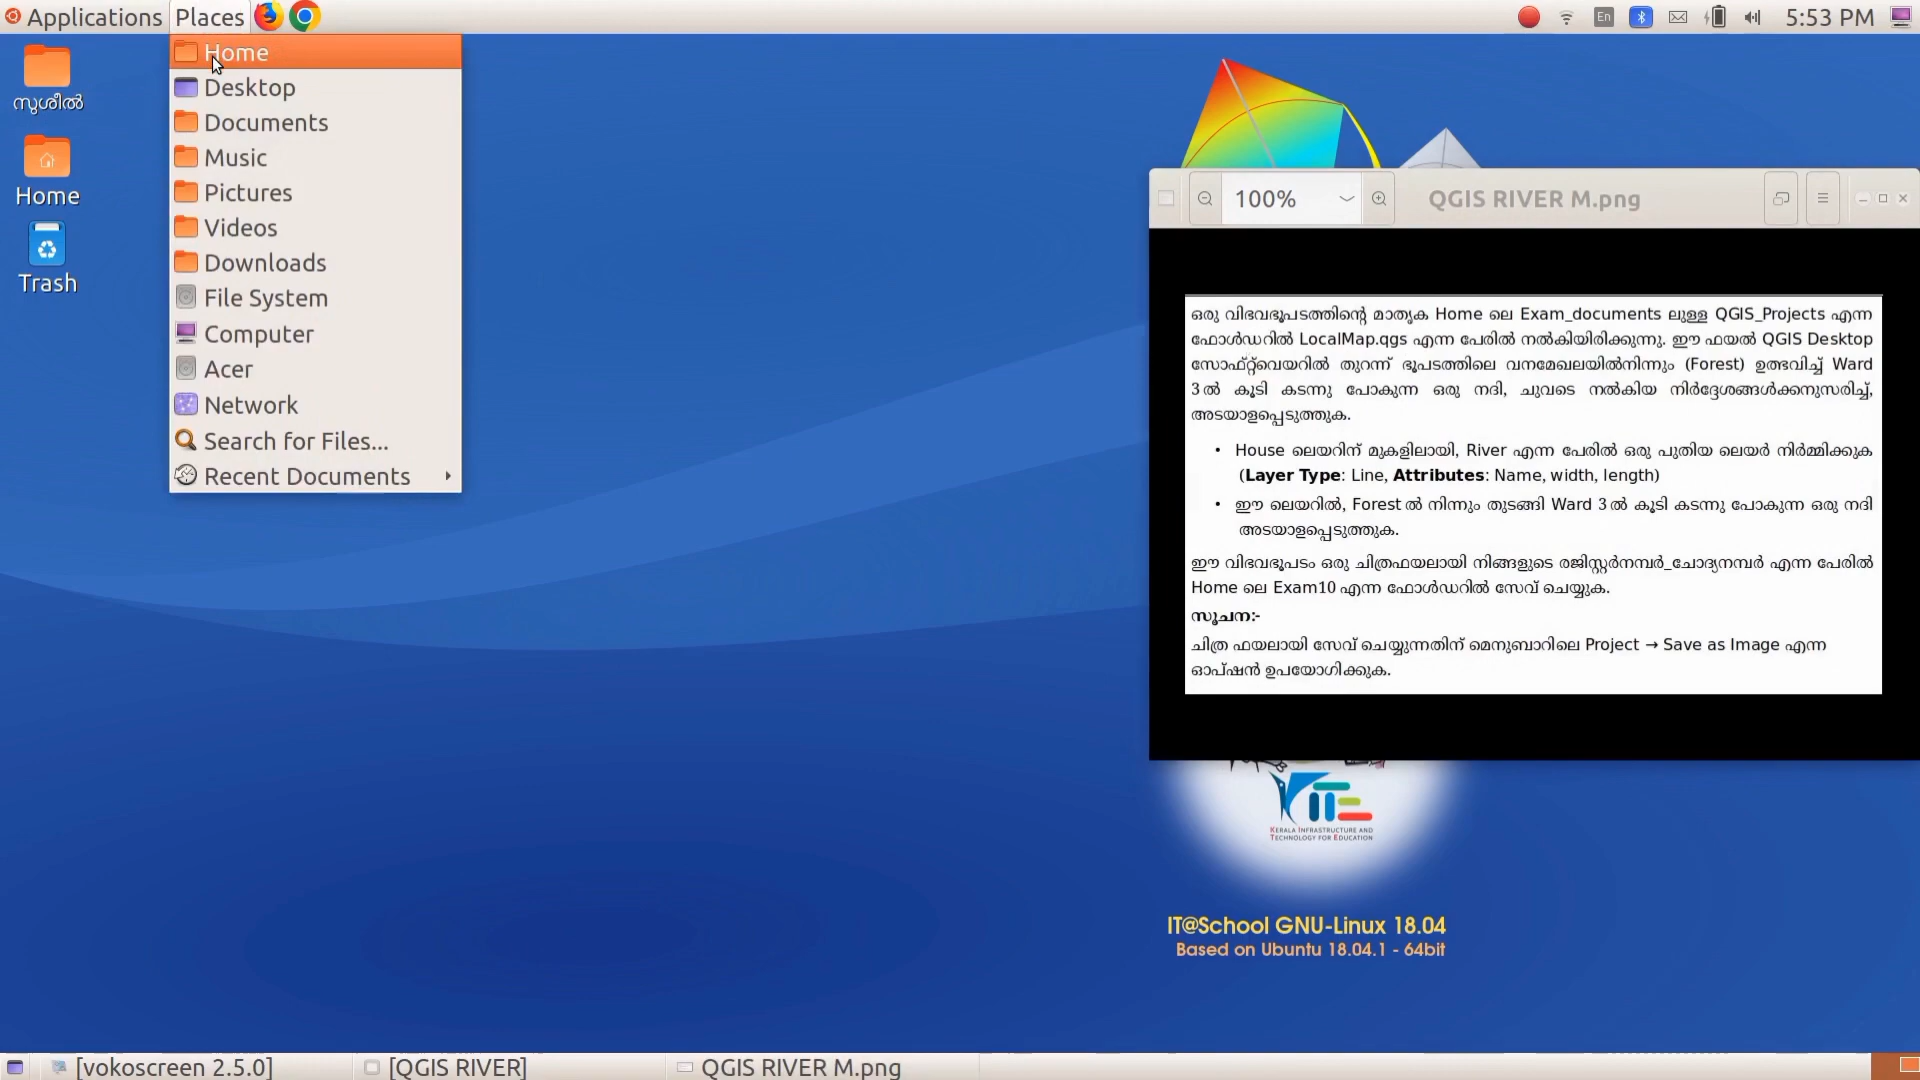 Applications Places En 5:53 PM
സുശീൽ
Home
Trash
Home
Desktop
Documents
Music
Pictures
Videos
Downloads
File System
Computer
Acer
Network
Search for Files...
Recent Documents
100% QGIS RIVER M.png
ഒരു വിഭവഭൂപടത്തിന്റെ മാതൃക Home ലെ Exam_documents ലുള്ള QGIS_Projects എന്ന
ഫോൾഡറിൽ LocalMap.qgs എന്ന പേരിൽ നൽകിയിരിക്കുന്നു. ഈ ഫയൽ QGIS Desktop
സോഫ്റ്റ്‌വെയറിൽ തുറന്ന് ഭൂപടത്തിലെ വനമേഖലയിൽനിന്നും (Forest) ഉത്ഭവിച്ച് Ward
3 ൽ കൂടി കടന്നു പോകുന്ന ഒരു നദി, ചുവടെ നൽകിയ നിർദ്ദേശങ്ങൾക്കനുസരിച്ച്,
അടയാളപ്പെടുത്തുക.
• House ലെയറിന് മുകളിലായി, River എന്ന പേരിൽ ഒരു പുതിയ ലെയർ നിർമ്മിക്കുക
(Layer Type: Line, Attributes: Name, width, length)
• ഈ ലെയറിൽ, Forest ൽ നിന്നും തുടങ്ങി Ward 3 ൽ കൂടി കടന്നു പോകുന്ന ഒരു നദി
അടയാളപ്പെടുത്തുക.
ഈ വിഭവഭൂപടം ഒരു ചിത്രഫയലായി നിങ്ങളുടെ രജിസ്റ്റർനമ്പർ_ചോദ്യനമ്പർ എന്ന പേരിൽ
Home ലെ Exam10 എന്ന ഫോൾഡറിൽ സേവ് ചെയ്യുക.
സൂചന:-
ചിത്ര ഫയലായി സേവ് ചെയ്യുന്നതിന് മെനുബാറിലെ Project → Save as Image എന്ന
ഓപ്ഷൻ ഉപയോഗിക്കുക.
KERALA INFRASTRUCTURE AND
TECHNOLOGY FOR EDUCATION
IT@School GNU-Linux 18.04
Based on Ubuntu 18.04.1 - 64bit
[vokoscreen 2.5.0] [QGIS RIVER] QGIS RIVER M.png